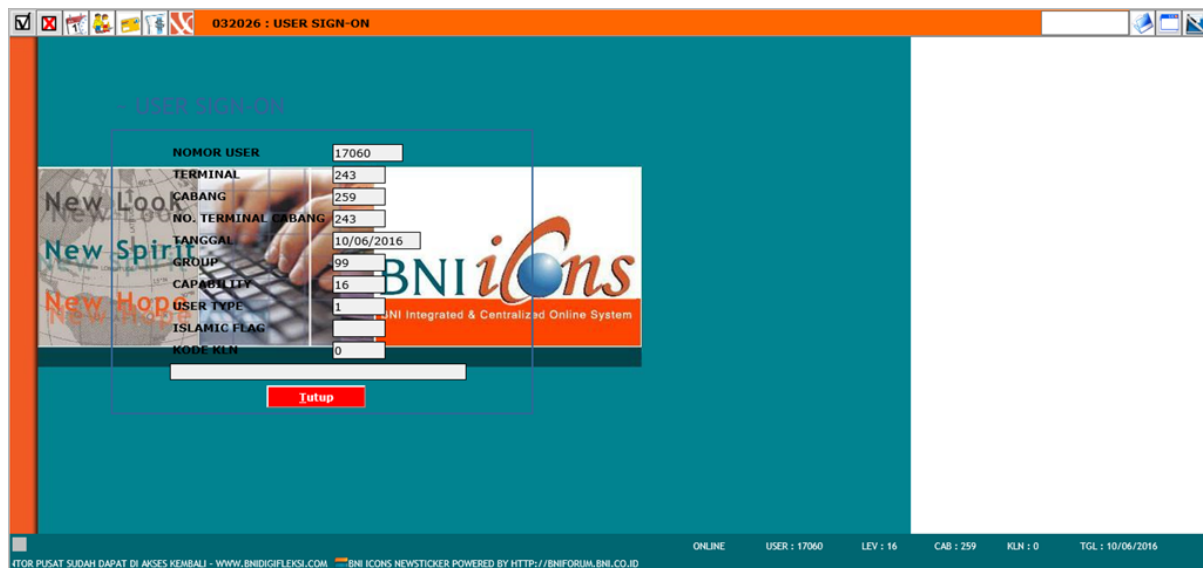 032026 : USER SIGN-ON
- USER SIGN-ON
NOMOR USER 17060
TERMINAL 243
CABANG 259
NO. TERMINAL CABANG 243
TANGGAL 10/06/2016
GROUP 99
CAPABILITY 16
USER TYPE 1
ISLAMIC FLAG
KODE KLN 0
Tutup
New Look
New Spirit
New Hope
BNI icons
BNI Integrated & Centralized Online System
ONLINE USER : 17060 LEV : 16 CAB : 259 KLN : 0 TGL : 10/06/2016
PUSAT SUDAH DAPAT DI AKSES KEMBALI - WWW.BNIDIGIFLEKSI.COM BNI ICONS NEWSTICKER POWERED BY HTTP://BNIFORUM.BNI.CO.ID